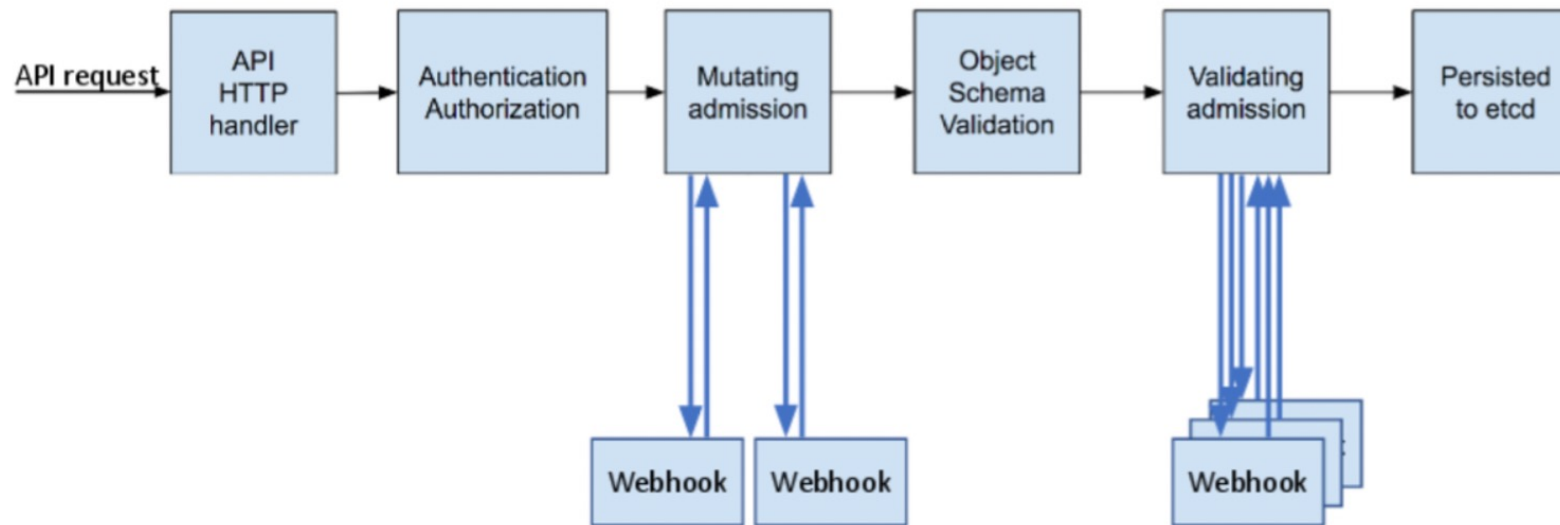 API request
API
HTTP
handler
Authentication
Authorization
Mutating
admission
Object
Schema
Validation
Validating
admission
Persisted
to etcd
Webhook
Webhook
Webhook